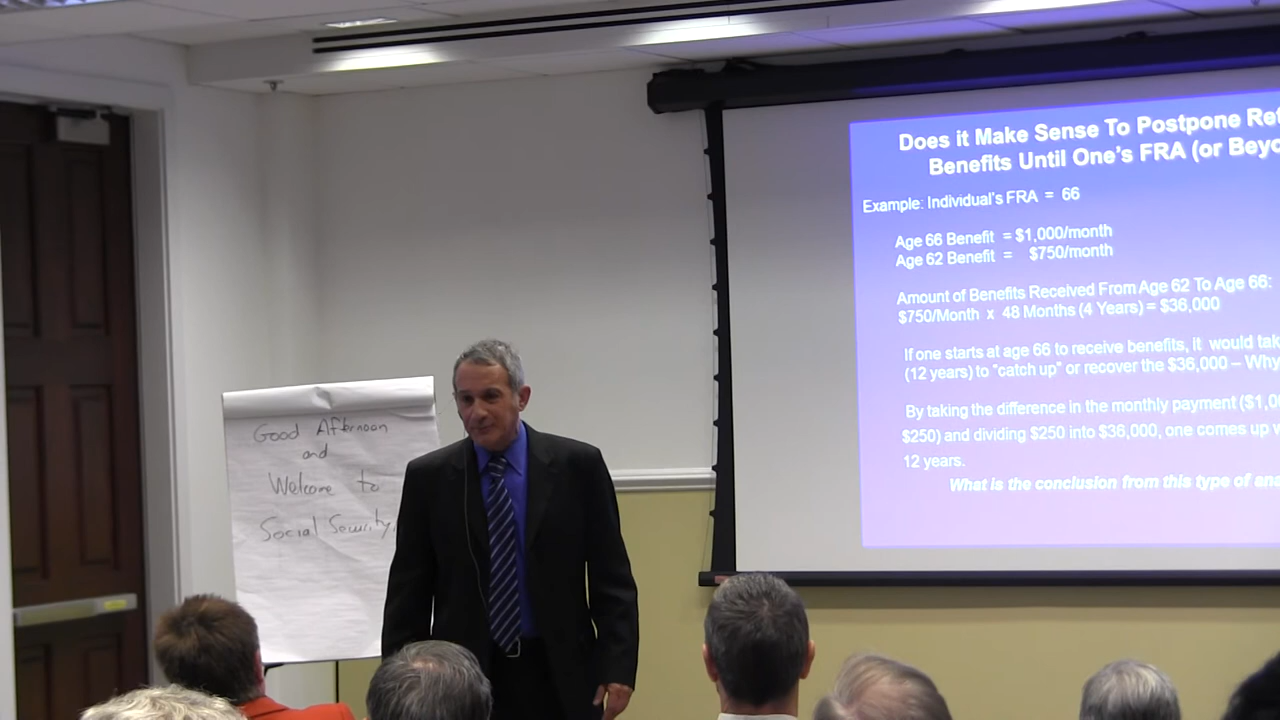 Good Afternoon
and
Welcome to
Social Security,
Does it Make Sense To Postpone
Benefits Until One's FRA (or
Example: Individual's FRA = 66
Age 66 Benefit = $1,000/month
Age 62 Benefit = $750/month
Amount of Benefits Received From Age 62 To Age 66:
$750/Month x 48 Months (4 Years) = $36,000
If one starts at age 66 to receive benefits, it would
(12 years) to "catch up" or recover the $36,000 – Why
By taking the difference in the monthly payment
$250) and dividing $250 into $36,000, one comes up
12 years.
What is the conclusion from this type of